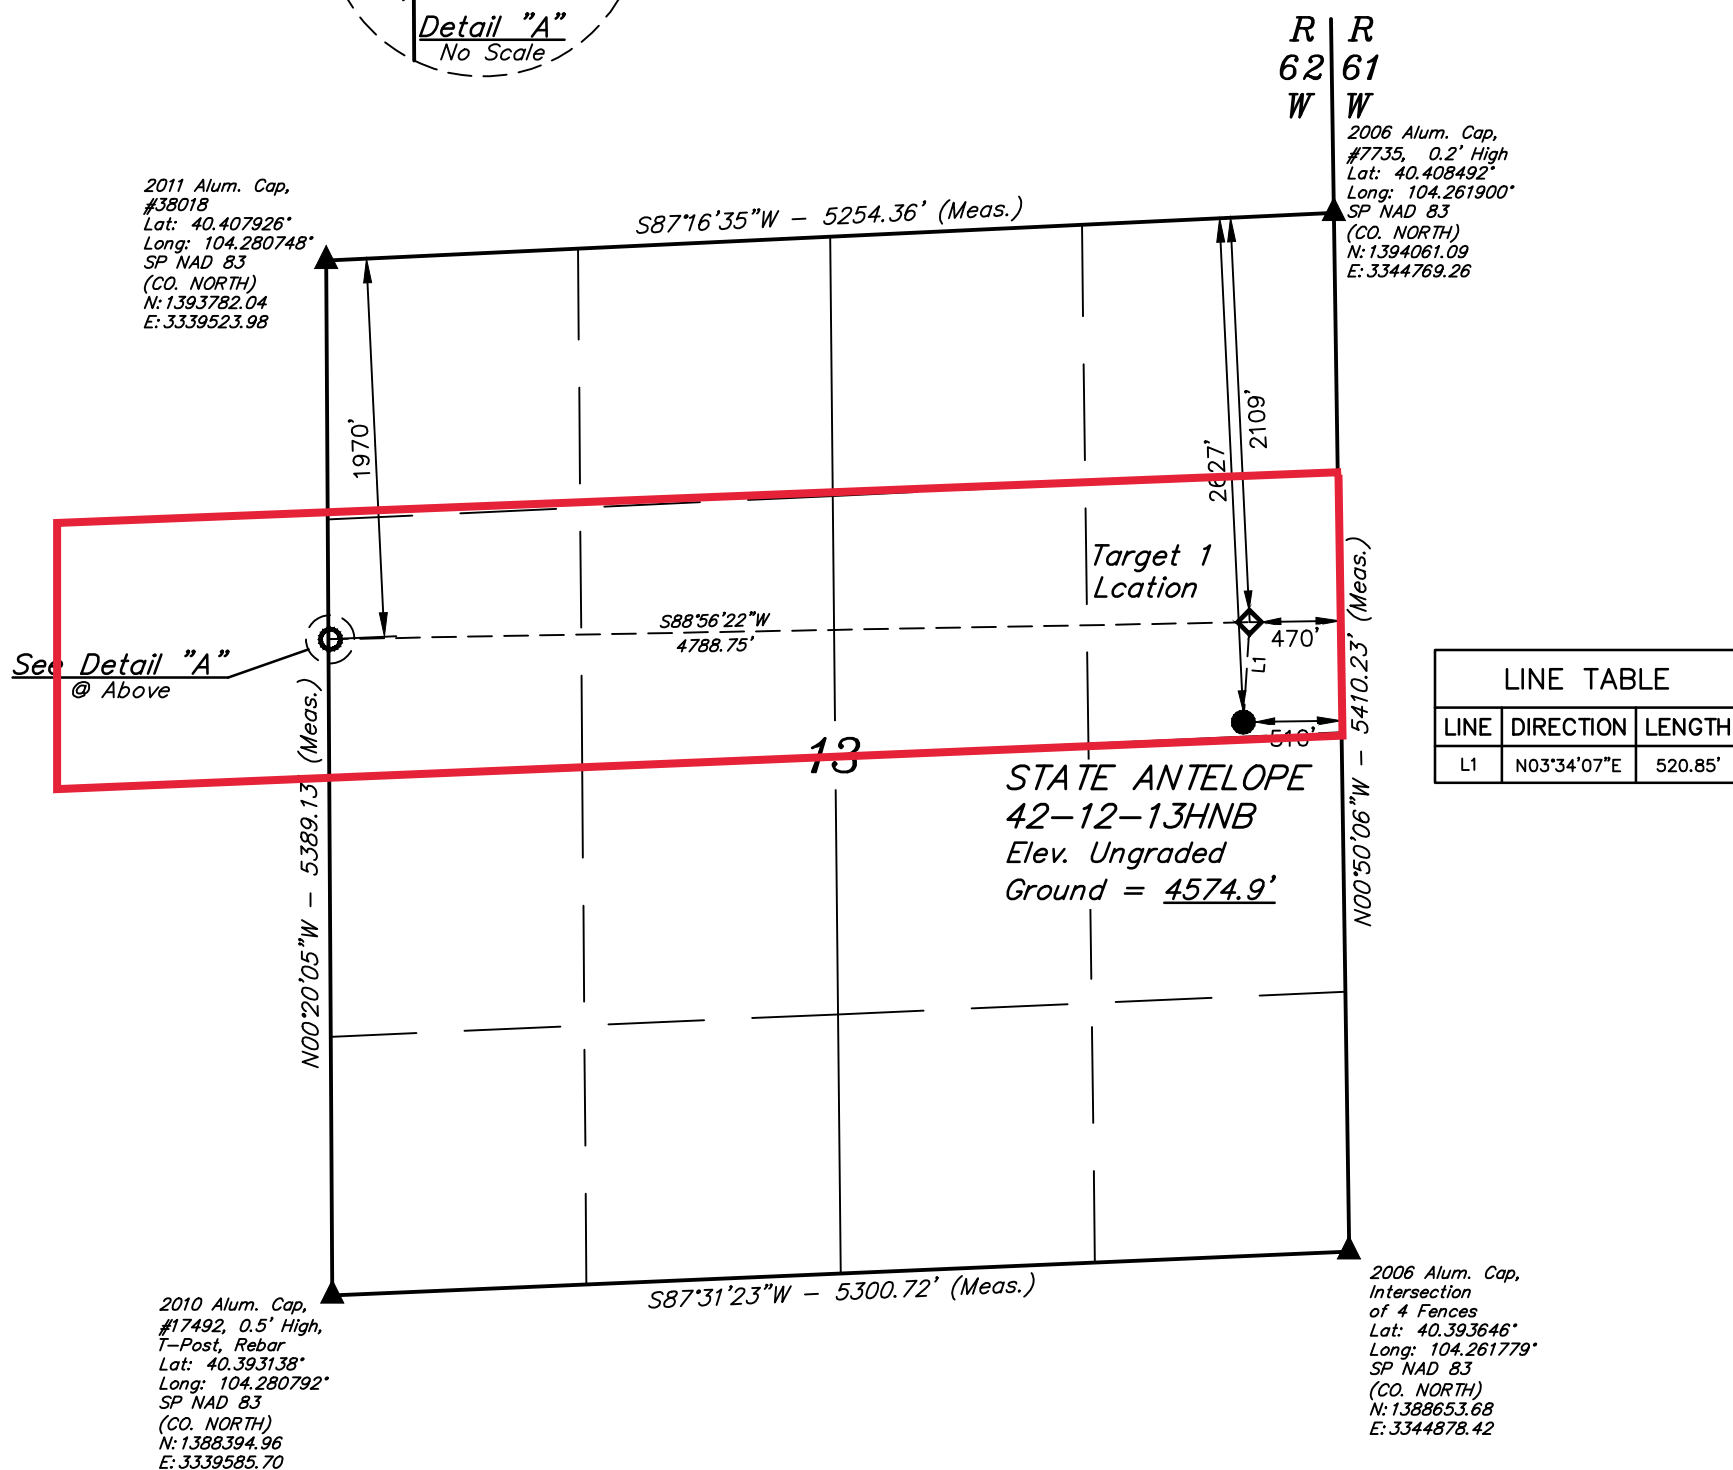 Detail "A"
No Scale
R R
62 61
W W
2006 Alum. Cap,
#7735, 0.2' High
Lat: 40.408492°
Long: 104.261900°
SP NAD 83
(CO. NORTH)
N:1394061.09
E:3344769.26
2011 Alum. Cap,
#38018
Lat: 40.407926°
Long: 104.280748°
SP NAD 83
(CO. NORTH)
N:1393782.04
E:3339523.98
S87°16'35"W – 5254.36' (Meas.)
1970'
2627'
2109'
Target 1
Lcation
S88°56'22"W
4788.75'
470'
L1
516'
See Detail "A"
@ Above
13
STATE ANTELOPE
42–12–13HNB
Elev. Ungraded
Ground = 4574.9'
N00°20'05"W – 5389.13' (Meas.)
N00°50'06"W – 5410.23' (Meas.)
LINE TABLE
LINE DIRECTION LENGTH
L1 N03°34'07"E 520.85'
S87°31'23"W – 5300.72' (Meas.)
2010 Alum. Cap,
#17492, 0.5' High,
T–Post, Rebar
Lat: 40.393138°
Long: 104.280792°
SP NAD 83
(CO. NORTH)
N:1388394.96
E:3339585.70
2006 Alum. Cap,
Intersection
of 4 Fences
Lat: 40.393646°
Long: 104.261779°
SP NAD 83
(CO. NORTH)
N:1388653.68
E:3344878.42